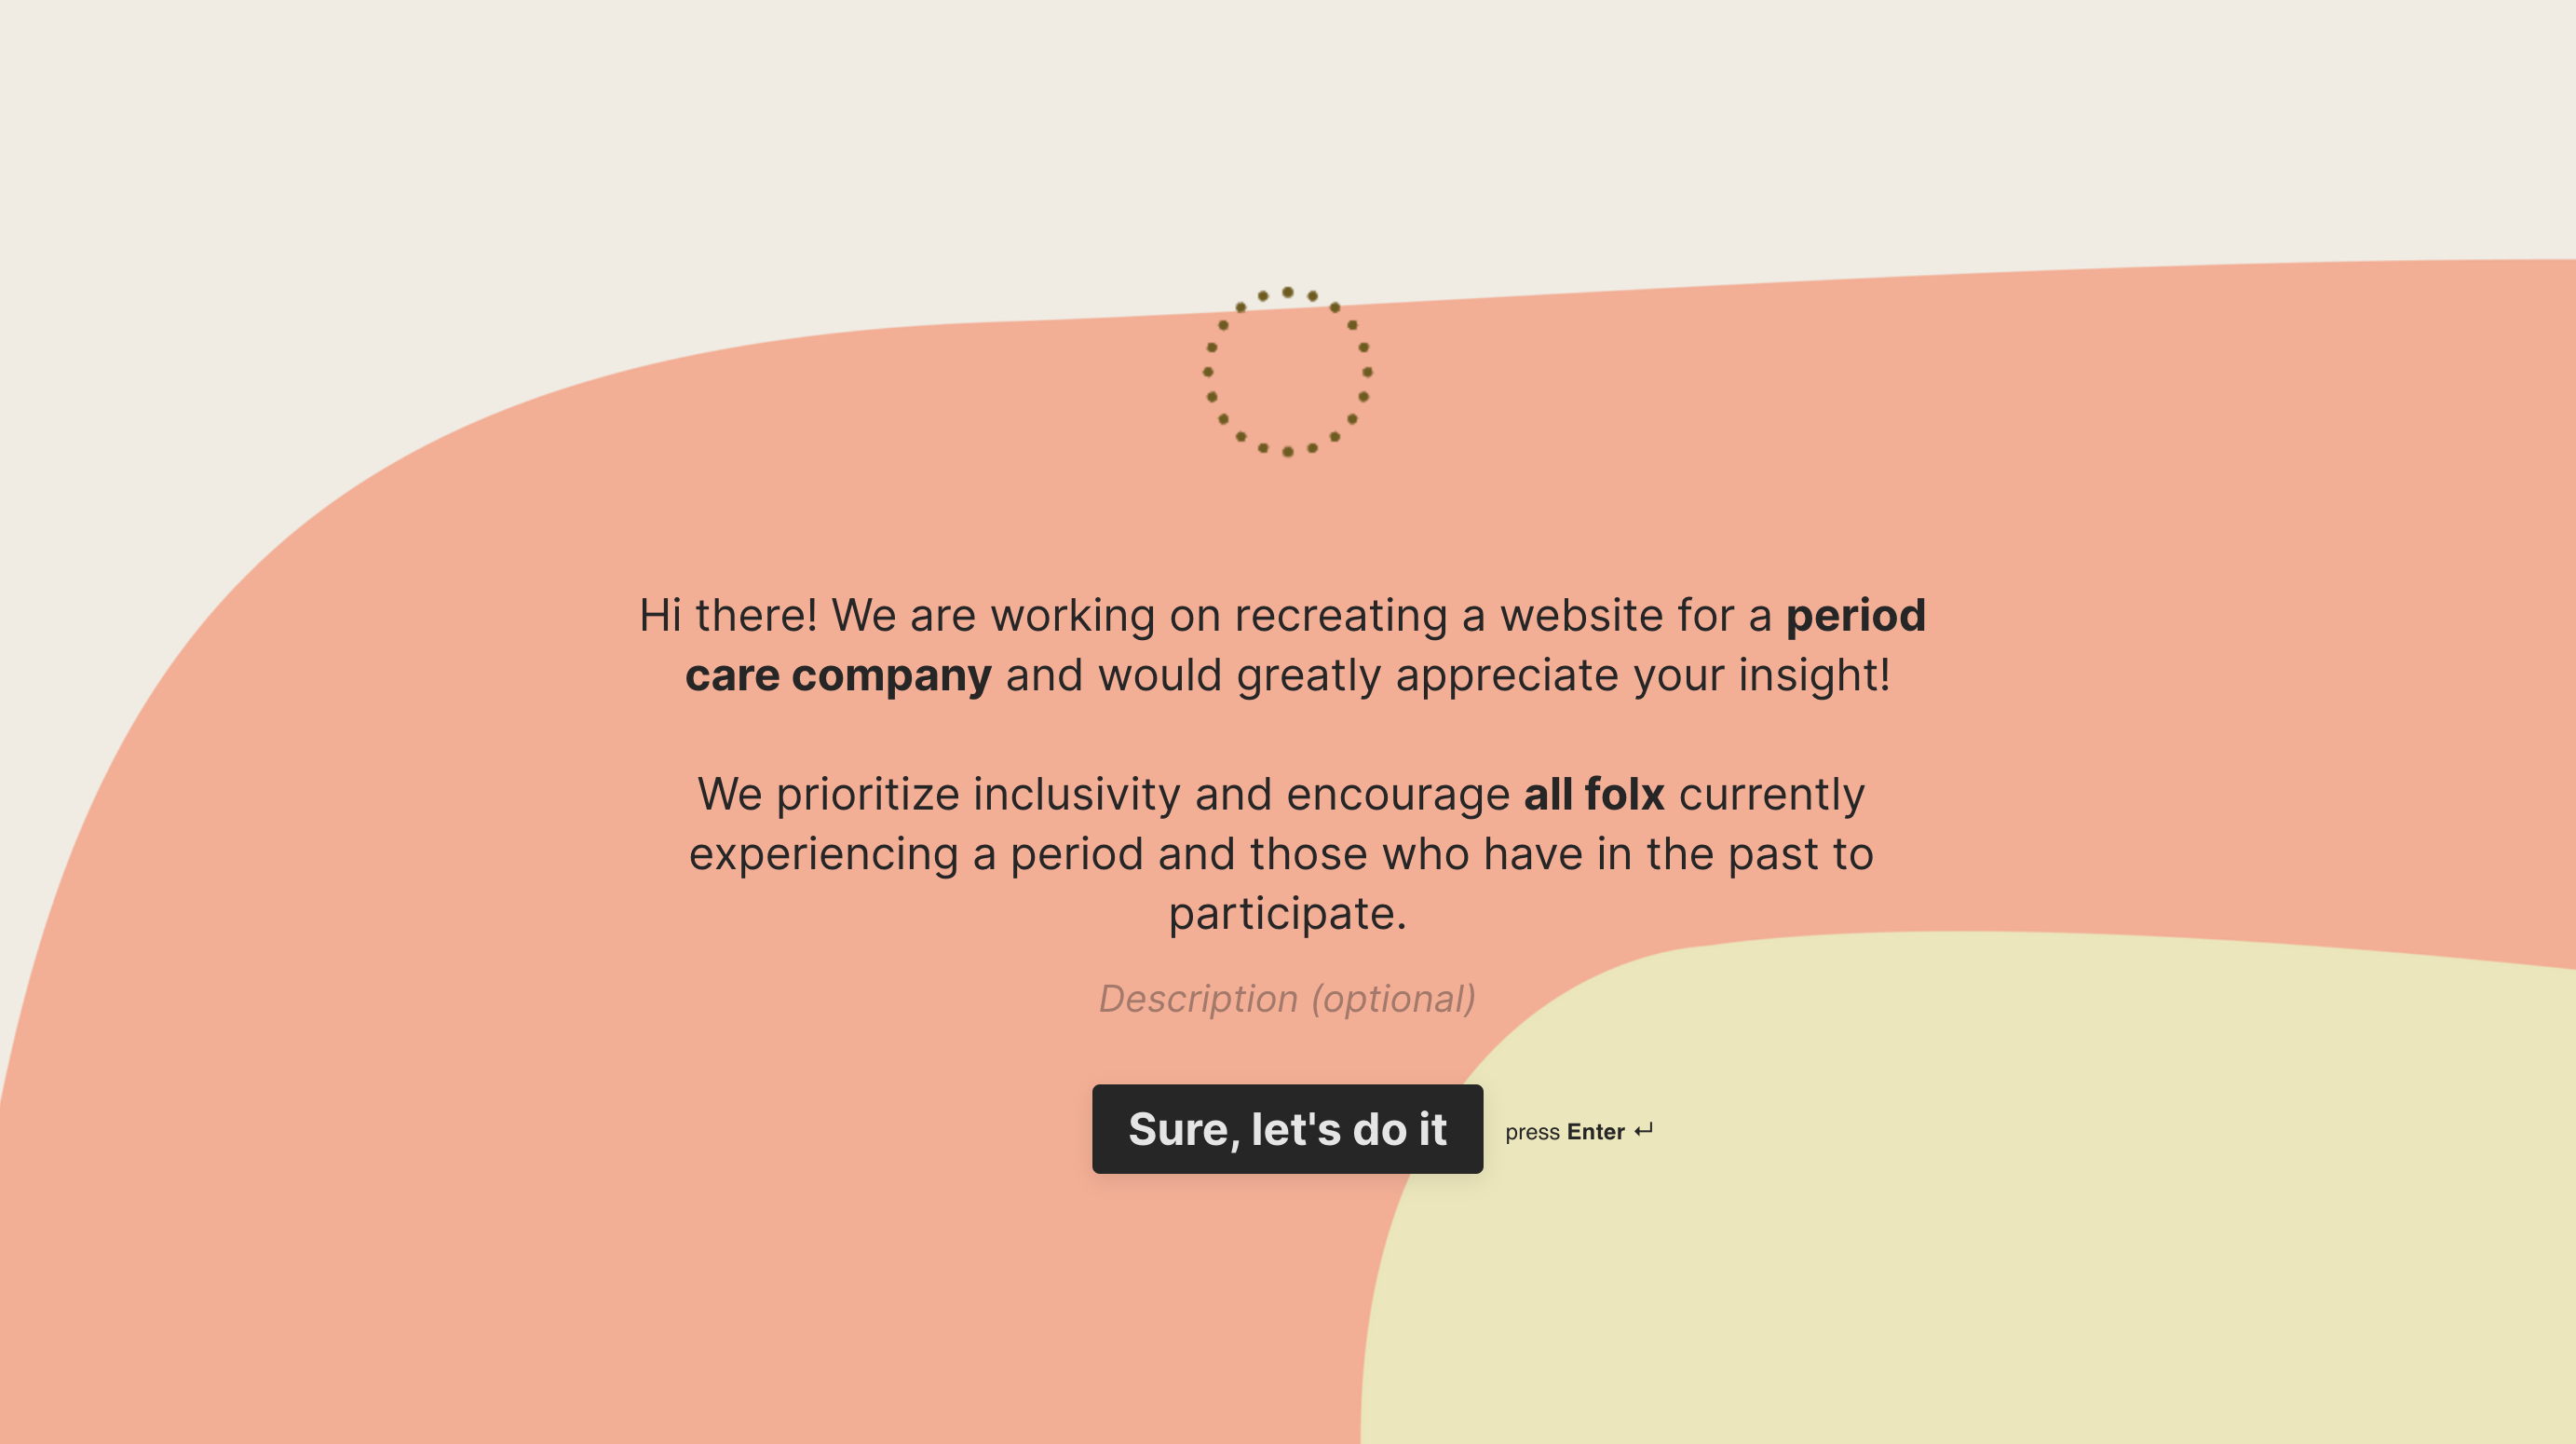 Hi there! We are working on recreating a website for a period
care company and would greatly appreciate your insight!
We prioritize inclusivity and encourage all folx currently
experiencing a period and those who have in the past to
participate.
Description (optional)
Sure, let's do it
press Enter ↵